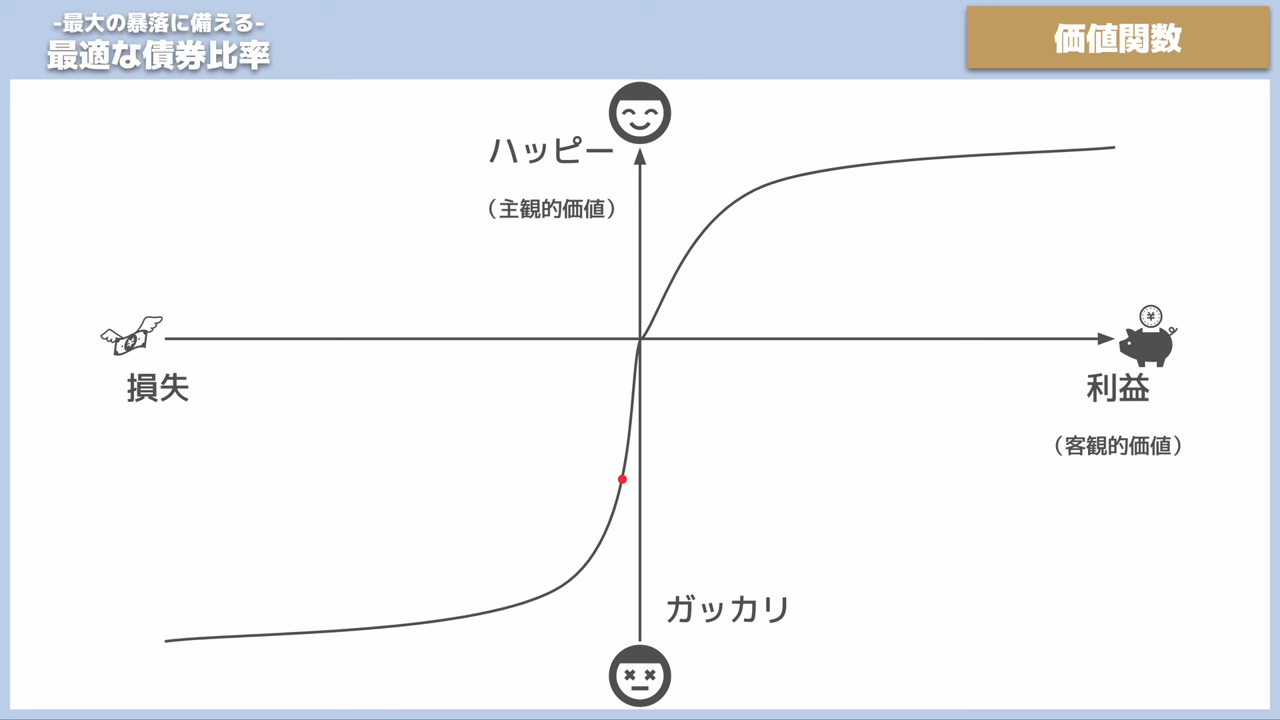 -最大の暴落に備える-
最適な債券比率
価値関数
ハッピー
（主観的価値）
損失
利益
（客観的価値）
ガッカリ